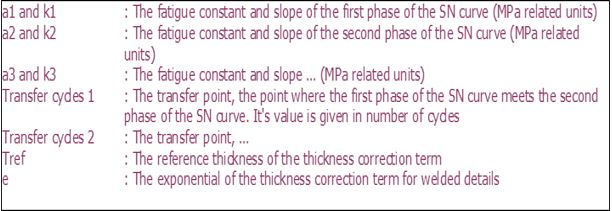 a1 and k1 : The fatigue constant and slope of the first phase of the SN curve (MPa related units)
a2 and k2 : The fatigue constant and slope of the second phase of the SN curve (MPa related
units)
a3 and k3 : The fatigue constant and slope ... (MPa related units)
Transfer cycles 1 : The transfer point, the point where the first phase of the SN curve meets the second
phase of the SN curve. It's value is given in number of cycles
Transfer cycles 2 : The transfer point, ...
Tref : The reference thickness of the thickness correction term
e : The exponential of the thickness correction term for welded details